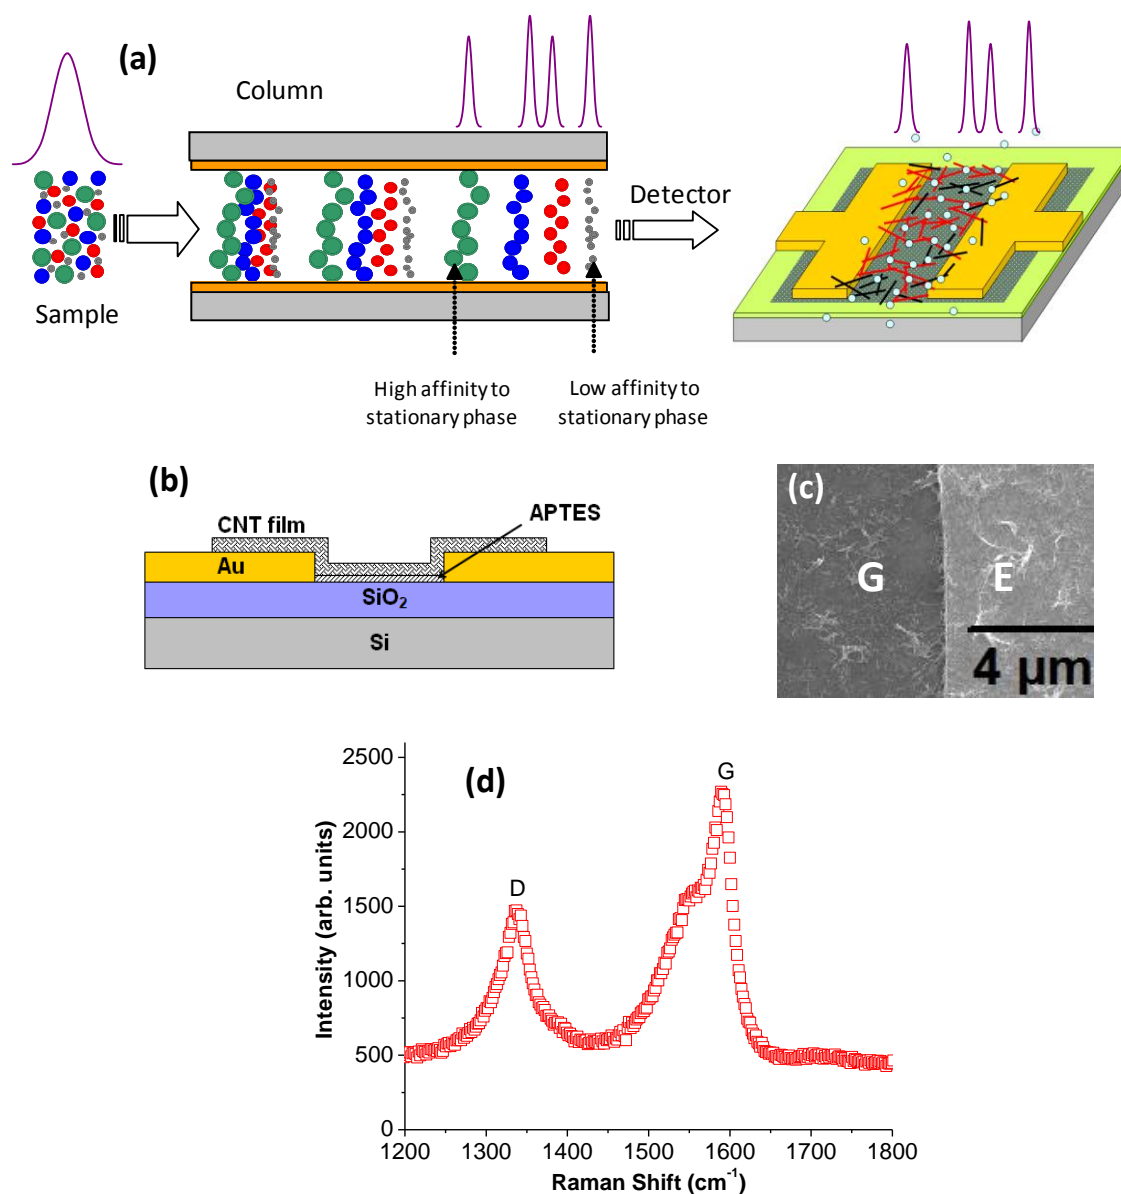 (a)
Column
Detector
Sample
High affinity to
stationary phase
Low affinity to
stationary phase
(b)
CNT film
APTES
Au
SiO₂
Si
(c)
G
E
4 μm
(d)
D
G
2500
2000
1500
1000
500
0
Intensity (arb. units)
1200 1300 1400 1500 1600 1700 1800
Raman Shift (cm⁻¹)